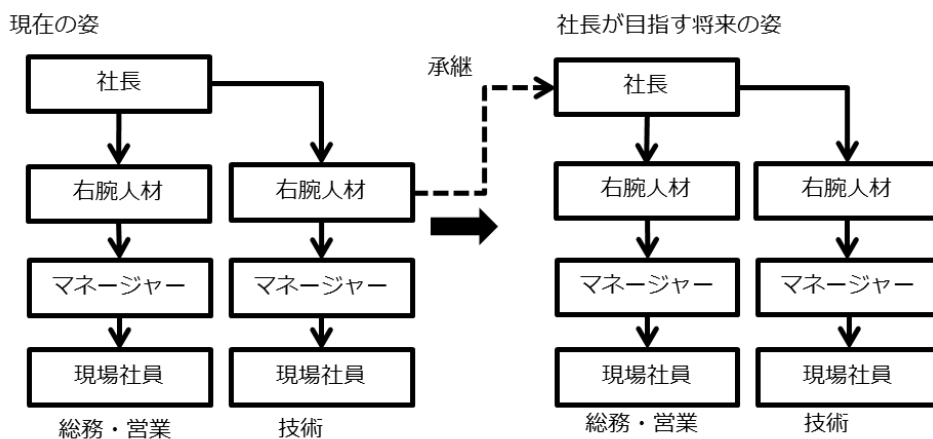 現在の姿
社長が目指す将来の姿
承継
社長
社長
右腕人材
右腕人材
右腕人材
右腕人材
マネージャー
マネージャー
マネージャー
マネージャー
現場社員
現場社員
現場社員
現場社員
総務・営業
技術
総務・営業
技術